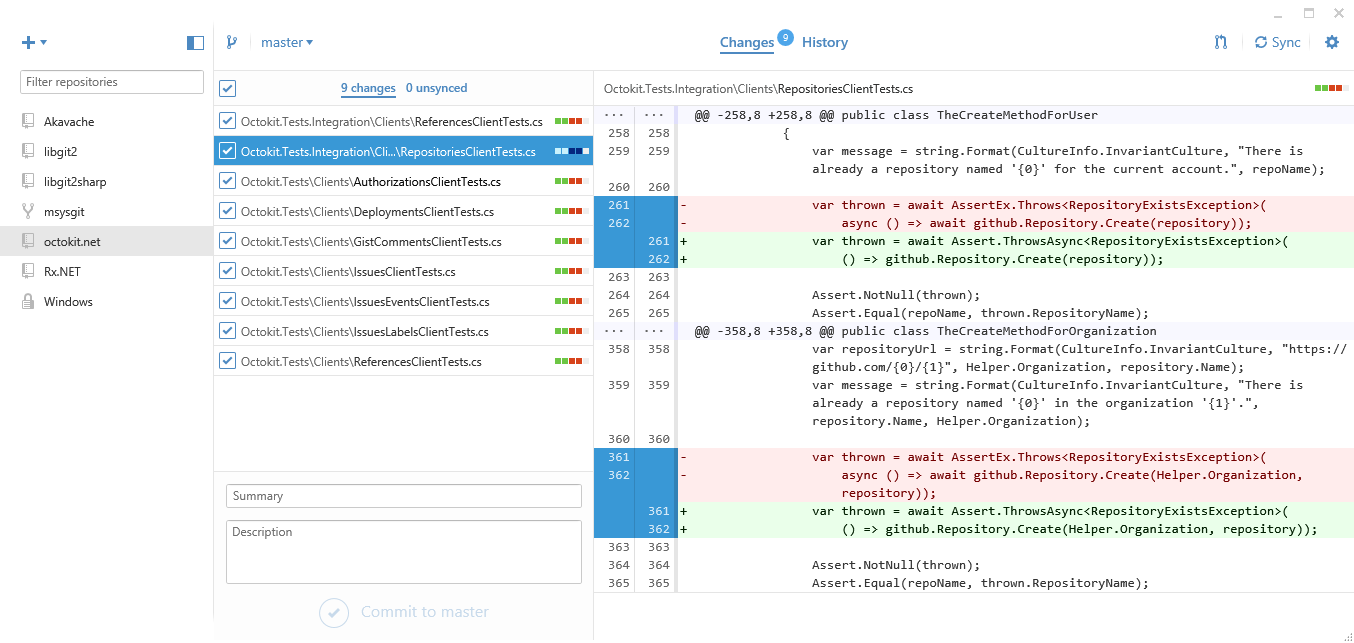 master
Changes 9 History
Sync
Filter repositories
Akavache
libgit2
libgit2sharp
msysgit
octokit.net
Rx.NET
Windows
9 changes 0 unsynced
Octokit.Tests.Integration\Clients\ReferencesClientTests.cs
Octokit.Tests.Integration\Cli...\RepositoriesClientTests.cs
Octokit.Tests\Clients\AuthorizationsClientTests.cs
Octokit.Tests\Clients\DeploymentsClientTests.cs
Octokit.Tests\Clients\GistCommentsClientTests.cs
Octokit.Tests\Clients\IssuesClientTests.cs
Octokit.Tests\Clients\IssuesEventsClientTests.cs
Octokit.Tests\Clients\IssuesLabelsClientTests.cs
Octokit.Tests\Clients\ReferencesClientTests.cs
Summary
Description
Commit to master
Octokit.Tests.Integration\Clients\RepositoriesClientTests.cs
... ... @@ -258,8 +258,8 @@ public class TheCreateMethodForUser
258 258 {
259 259 var message = string.Format(CultureInfo.InvariantCulture, "There is
already a repository named '{0}' for the current account.", repoName);
260 260
261 - var thrown = await AssertEx.Throws<RepositoryExistsException>(
262 - async () => await github.Repository.Create(repository));
261 + var thrown = await Assert.ThrowsAsync<RepositoryExistsException>(
262 + () => github.Repository.Create(repository));
263 263
264 264 Assert.NotNull(thrown);
265 265 Assert.Equal(repoName, thrown.RepositoryName);
... ... @@ -358,8 +358,8 @@ public class TheCreateMethodForOrganization
358 358 var repositoryUrl = string.Format(CultureInfo.InvariantCulture, "https://
github.com/{0}/{1}", Helper.Organization, repository.Name);
359 359 var message = string.Format(CultureInfo.InvariantCulture, "There is
already a repository named '{0}' in the organization '{1}'.",
repository.Name, Helper.Organization);
360 360
361 - var thrown = await AssertEx.Throws<RepositoryExistsException>(
362 - async () => await github.Repository.Create(Helper.Organization,
repository));
361 + var thrown = await Assert.ThrowsAsync<RepositoryExistsException>(
362 + () => github.Repository.Create(Helper.Organization, repository));
363 363
364 364 Assert.NotNull(thrown);
365 365 Assert.Equal(repoName, thrown.RepositoryName);